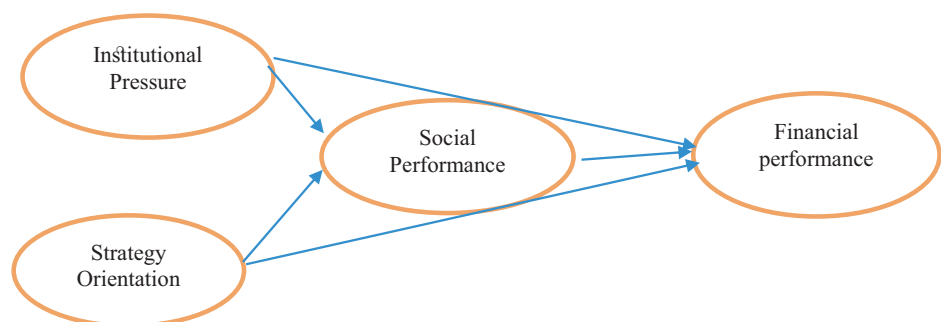 Institutional
Pressure
Social
Performance
Financial
performance
Strategy
Orientation